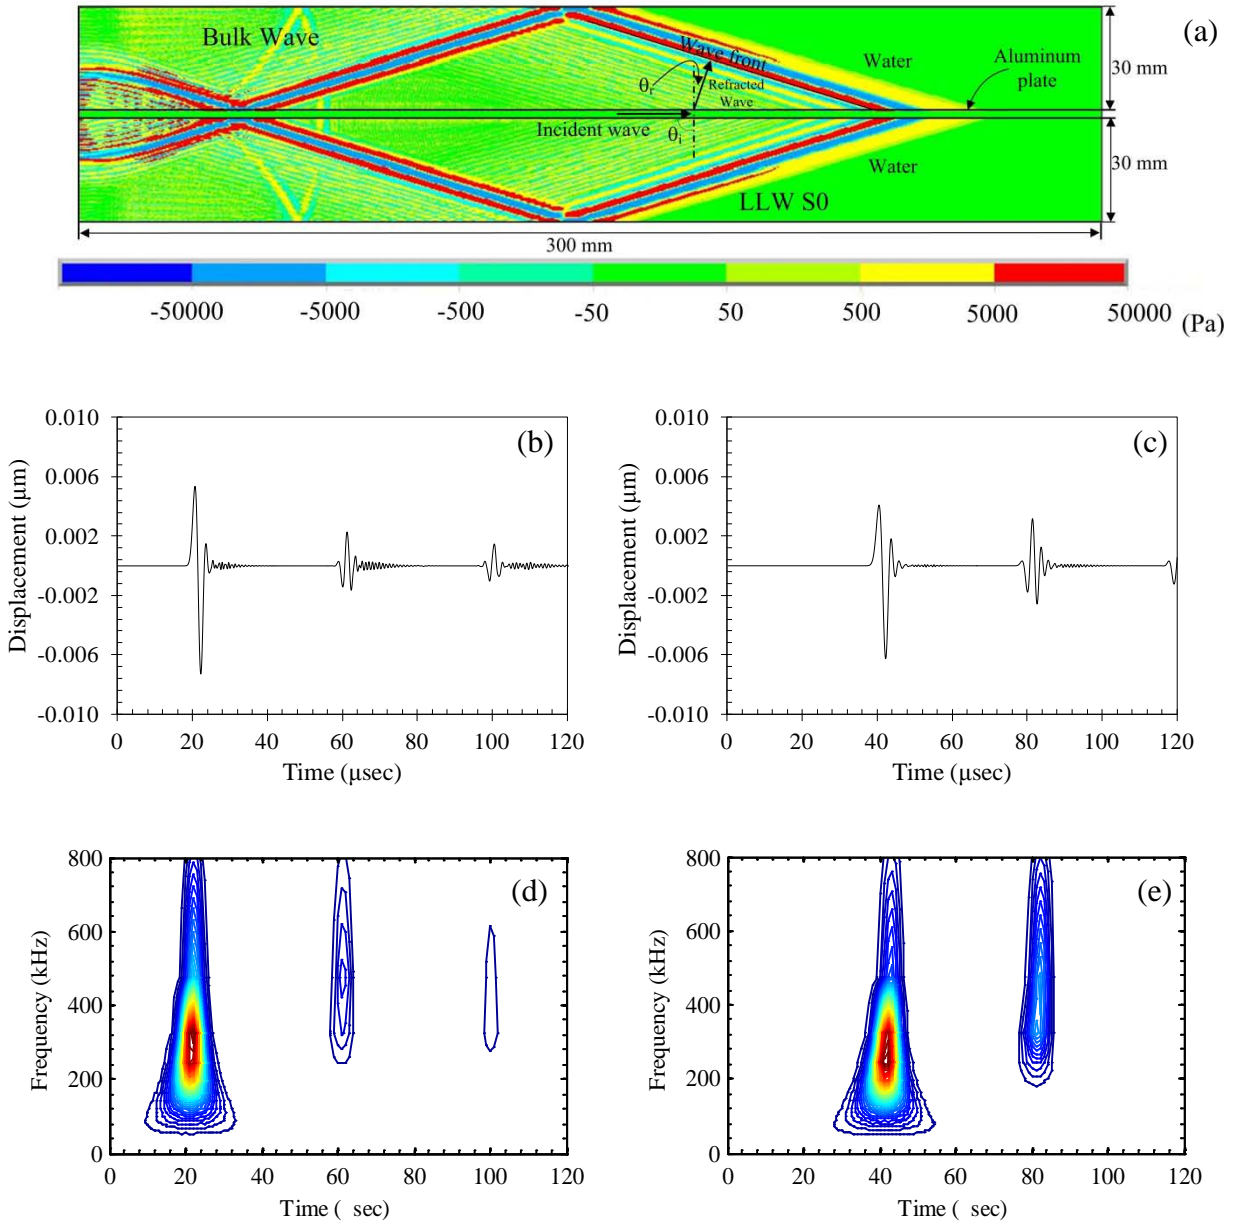 (a)
Bulk Wave
Wave front
Water
Aluminum
plate
30 mm
θr
Refracted
Wave
Incident wave
θi
Water
30 mm
LLW S0
300 mm
-50000 -5000 -500 -50 50 500 5000 50000
(Pa)
(b)
0.010
0.006
0.002
-0.002
-0.006
-0.010
Displacement (μm)
0 20 40 60 80 100 120
Time (μsec)
(c)
0.010
0.006
0.002
-0.002
-0.006
-0.010
Displacement (μm)
0 20 40 60 80 100 120
Time (μsec)
(d)
800
600
400
200
0
Frequency (kHz)
0 20 40 60 80 100 120
Time ( sec)
(e)
800
600
400
200
0
Frequency (kHz)
0 20 40 60 80 100 120
Time ( sec)